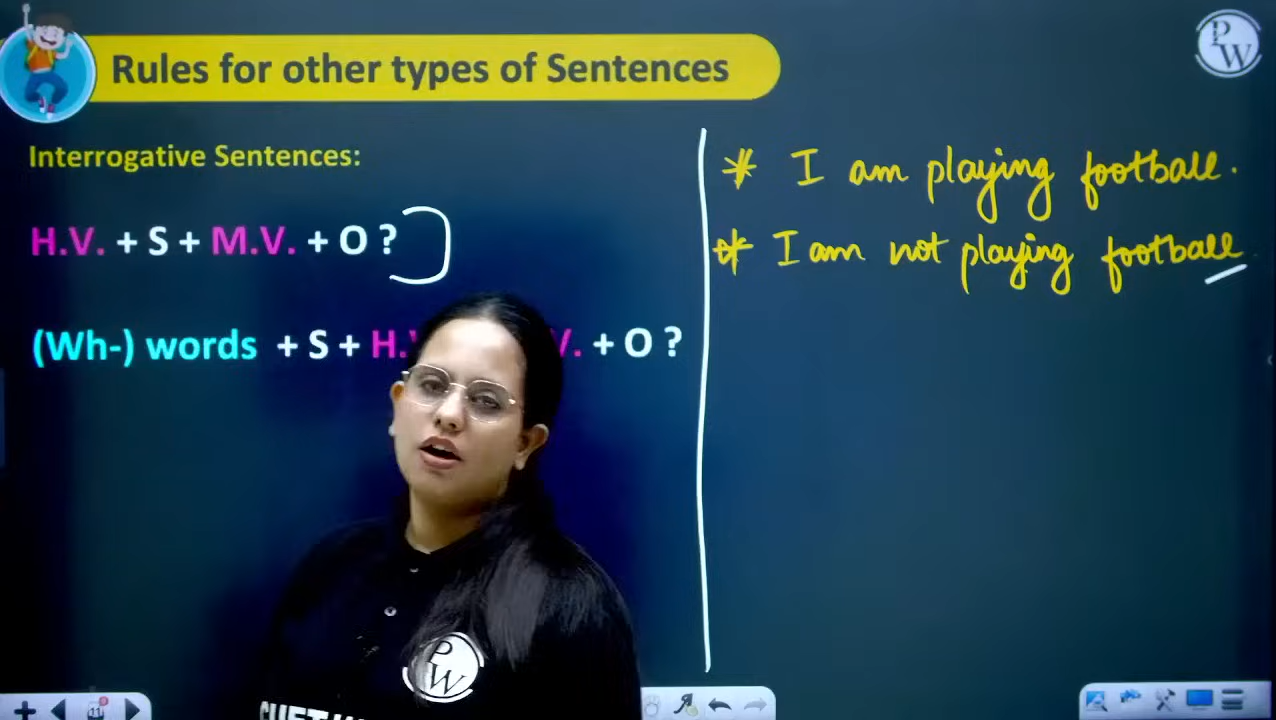 Rules for other types of Sentences
PW
Interrogative Sentences:
H.V. + S + M.V. + O ?
(Wh-) words + S + H. V. + O ?
* I am playing football.
* I am not playing football
PW
11